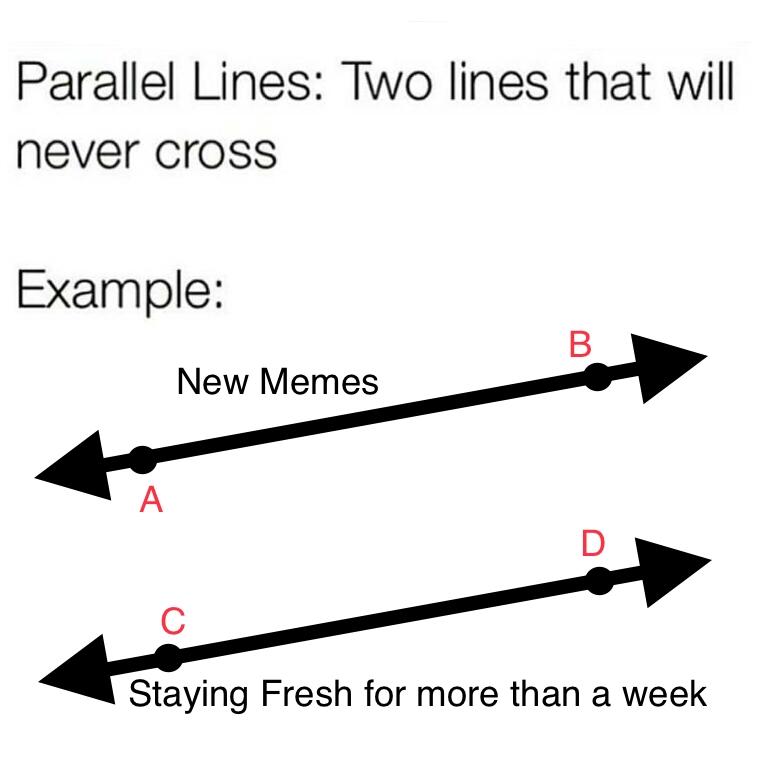 Parallel Lines: Two lines that will
never cross
Example:
B
New Memes
A
D
C
Staying Fresh for more than a week